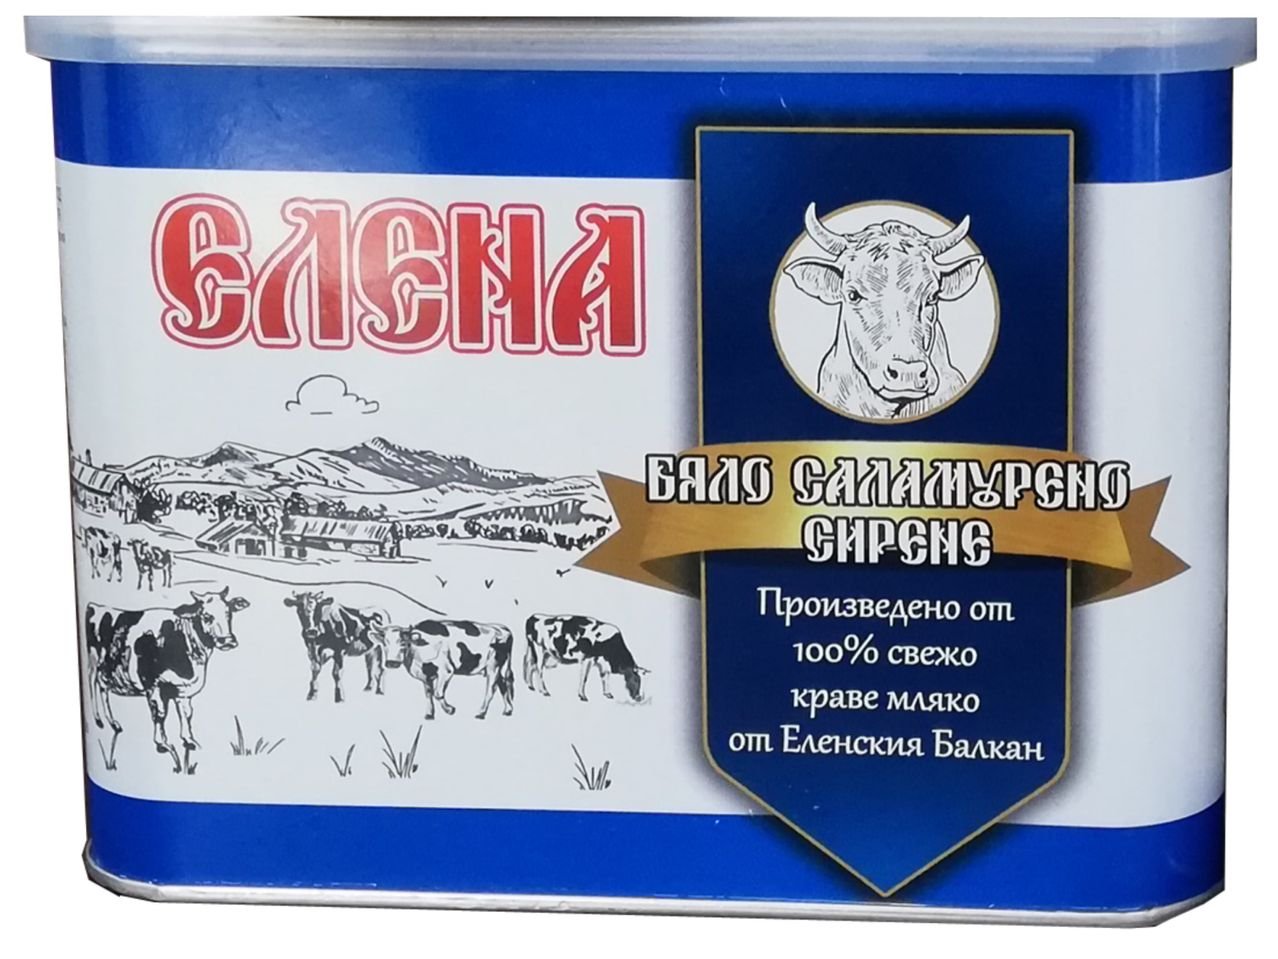 ЕЛЕНА
БЯЛО САЛАМУРЕНО
СИРЕНЕ
Произведено от
100% свежо
краве мляко
от Еленския Балкан